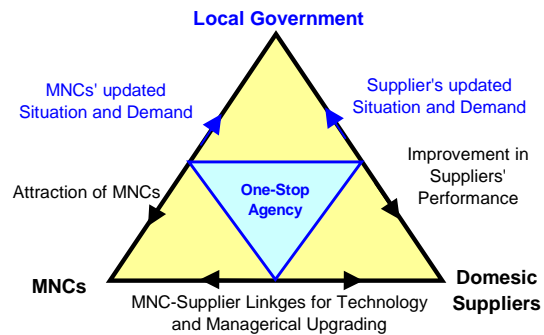 Local Government
MNCs' updated
Situation and Demand
Supplier's updated
Situation and Demand
Attraction of MNCs
One-Stop
Agency
Improvement in
Suppliers'
Performance
MNCs
Domesic
Suppliers
MNC-Supplier Linkges for Technology
and Managerical Upgrading